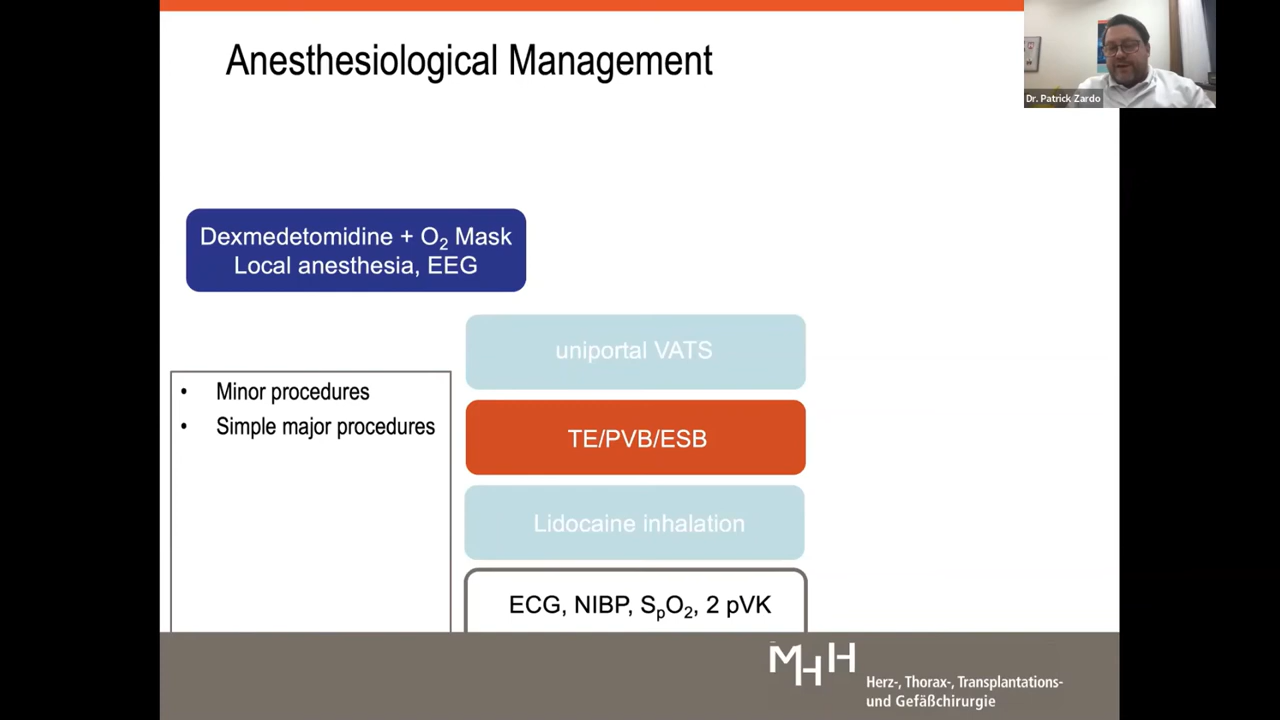 Anesthesiological Management
Dr. Patrick Zardo
Dexmedetomidine + O₂ Mask
Local anesthesia, EEG
uniportal VATS
• Minor procedures
• Simple major procedures
TE/PVB/ESB
Lidocaine inhalation
ECG, NIBP, SₚO₂, 2 pVK
MHH
Herz-, Thorax-, Transplantations-
und Gefäßchirurgie